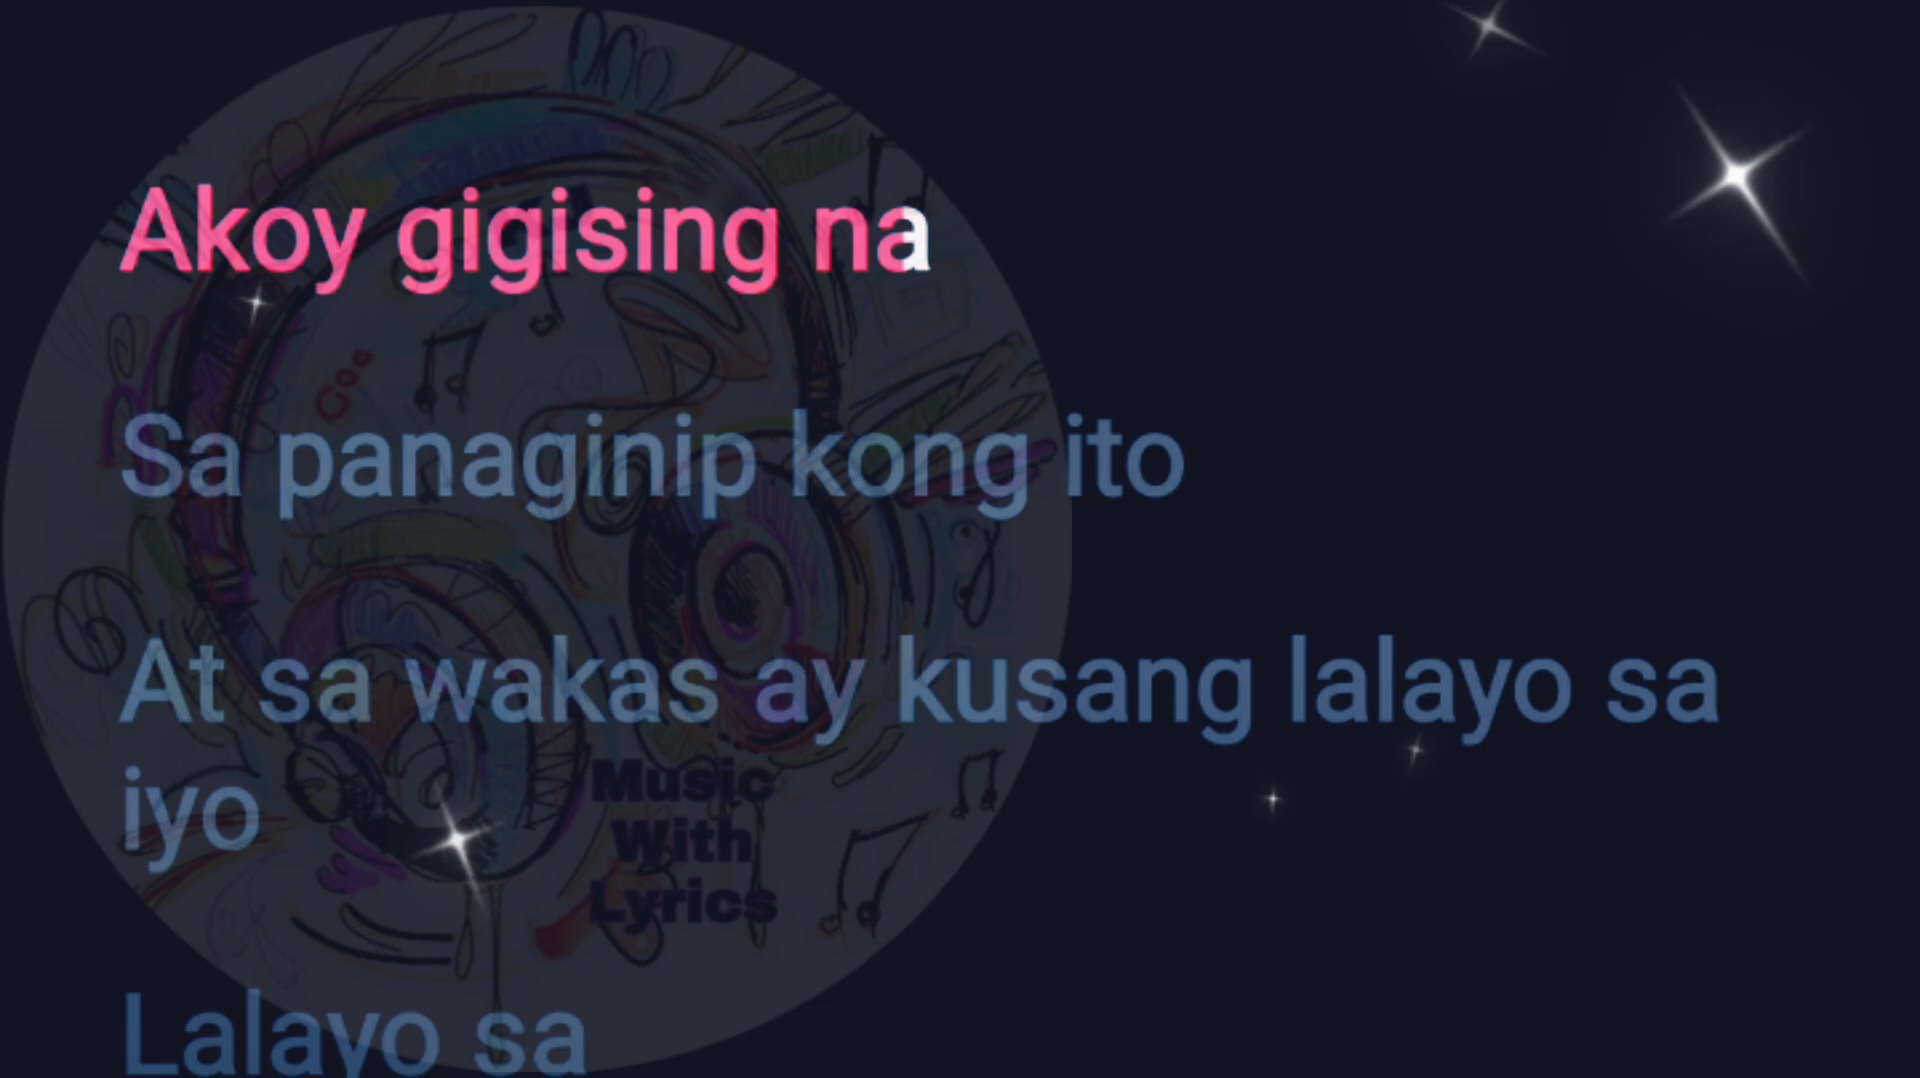 Akoy gigising na
Sa panaginip kong ito
At sa wakas ay kusang lalayo sa
iyo
Music
With
Lyrics
Lalayo sa